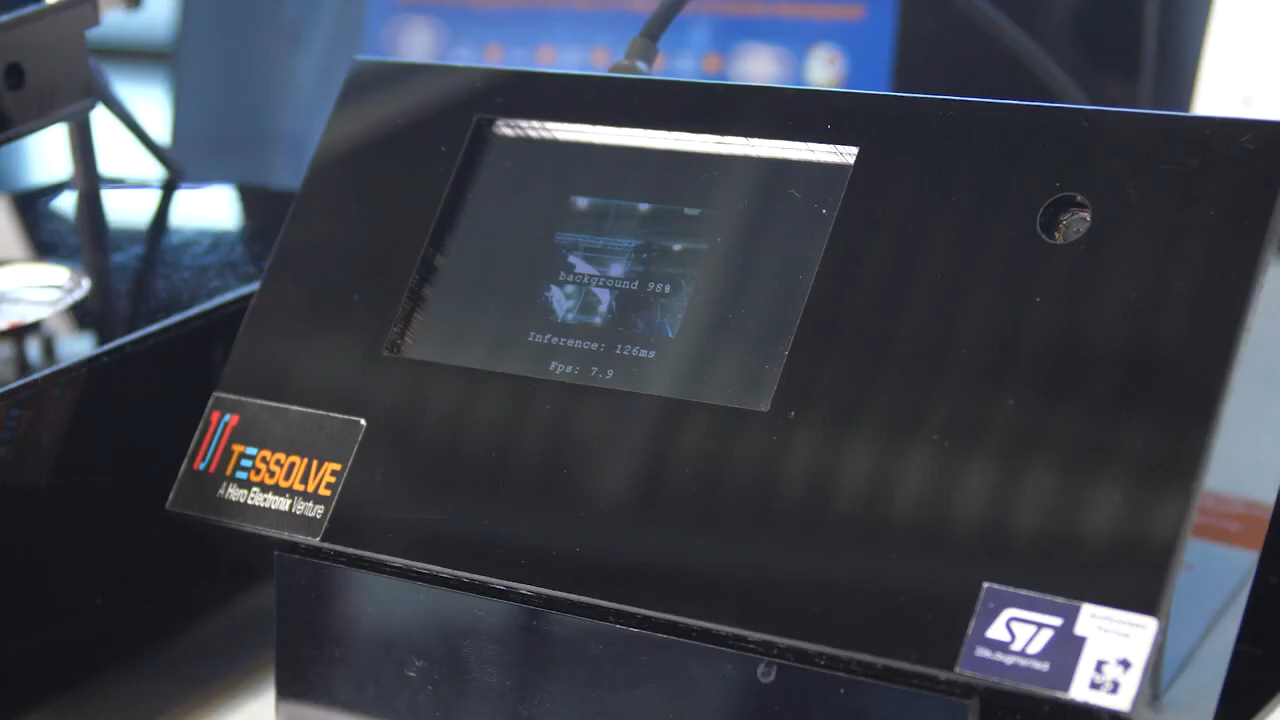 background 98%
Inference: 126ms
Fps: 7.9
TESSOLVE
A Hero Electronix Venture
ST
life.augmented